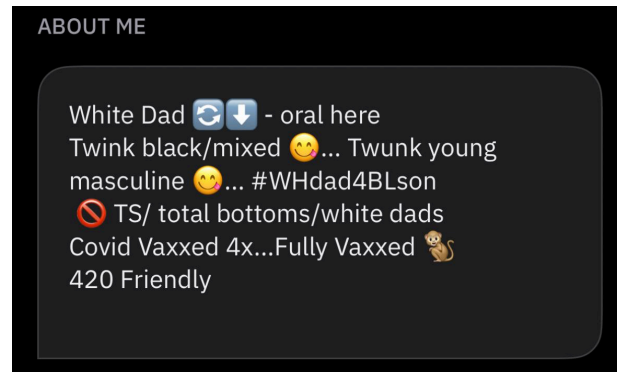 ABOUT ME
White Dad 🔄⬇️ - oral here
Twink black/mixed 😋... Twunk young
masculine 😋... #WHdad4BLson
🚫 TS/ total bottoms/white dads
Covid Vaxxed 4x...Fully Vaxxed 🐒
420 Friendly